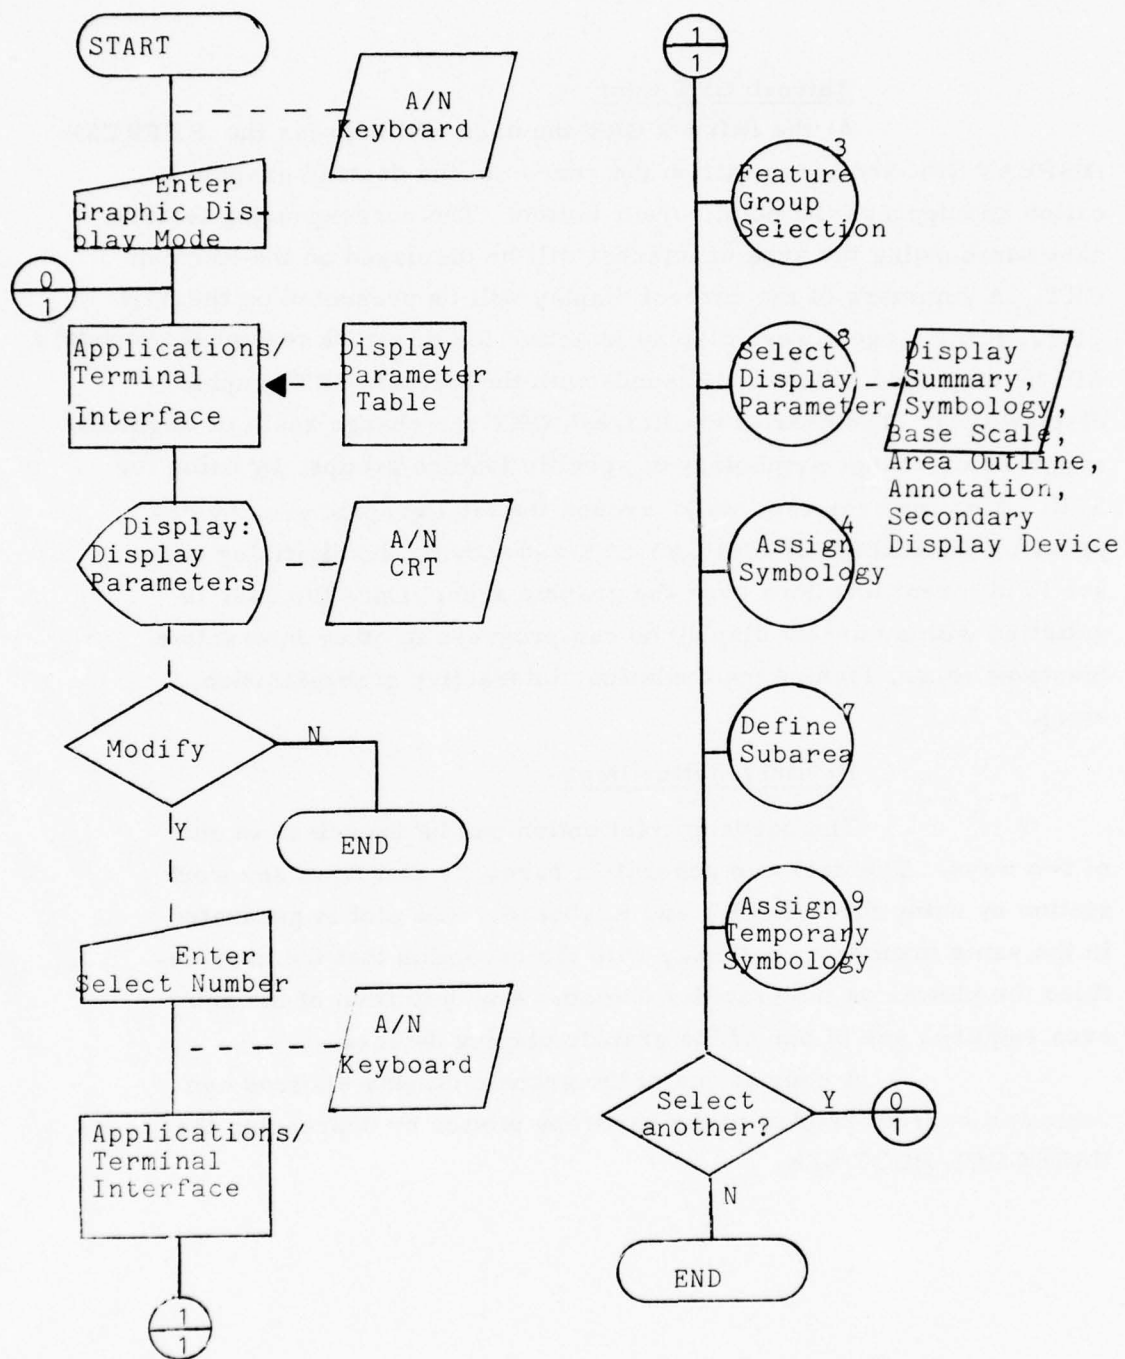 START
A/N
Keyboard
Enter
Graphic Dis-
play Mode
0
1
Applications/
Terminal
Interface
Display
Parameter
Table
Display:
Display
Parameters
A/N
CRT
Modify
N
END
Y
Enter
Select Number
A/N
Keyboard
Applications/
Terminal
Interface
1
1
1
1
3
Feature
Group
Selection
8
Select
Display
Parameter
Display
Summary,
Symbology,
Base Scale,
Area Outline,
Annotation,
Secondary
Display Device
4
Assign
Symbology
7
Define
Subarea
9
Assign
Temporary
Symbology
Select
another?
Y
0
1
N
END